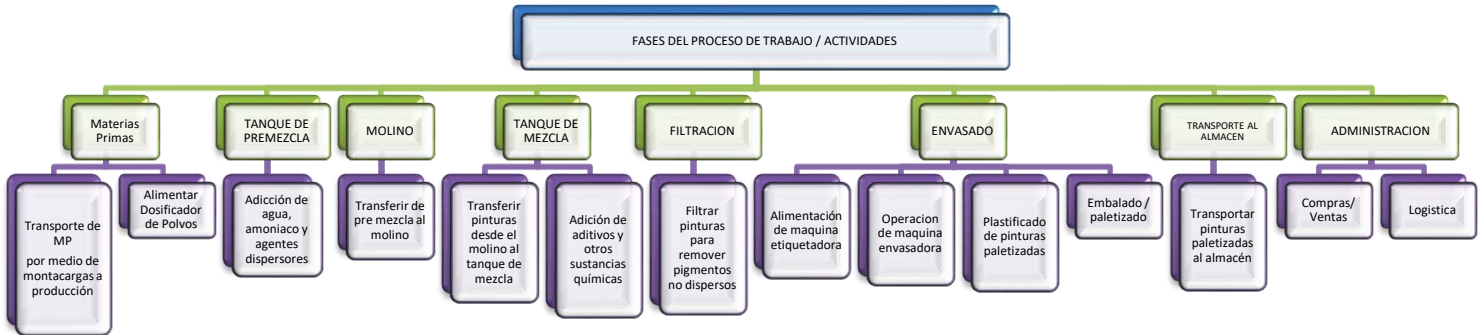 FASES DEL PROCESO DE TRABAJO / ACTIVIDADES
Materias
Primas
TANQUE DE
PREMEZCLA
MOLINO
TANQUE DE
MEZCLA
FILTRACION
ENVASADO
TRANSPORTE AL
ALMACEN
ADMINISTRACION
Transporte de
MP
por medio de
montacargas a
producción
Alimentar
Dosificador
de Polvos
Adicción de
agua,
amoniaco y
agentes
dispersores
Transferir de
pre mezcla al
molino
Transferir
pinturas
desde el
molino al
tanque de
mezcla
Adición de
aditivos y
otros
sustancias
químicas
Filtrar
pinturas
para
remover
pigmentos
no dispersos
Alimentación
de maquina
etiquetadora
Operacion
de maquina
envasadora
Plastificado
de pinturas
paletizadas
Embalado /
paletizado
Transportar
pinturas
paletizadas
al almacén
Compras/
Ventas
Logistica